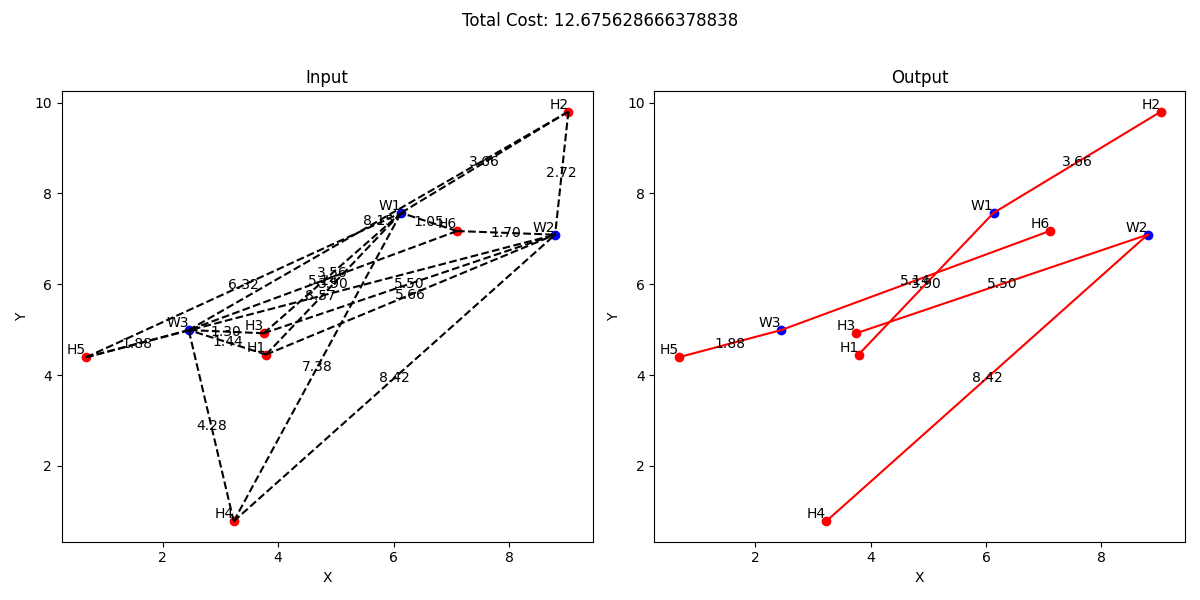 Total Cost: 12.675628666378838
Input
Output
10
8
6
4
2
2
4
6
8
X
Y
H2
3.66
2.72
W1
8.15
1.05
H6
1.70
W2
3.56
3.90
6.32
8.57
5.50
5.66
W3
1.30
H3
1.44
H1
H5
1.88
7.38
8.42
4.28
H4
10
8
6
4
2
2
4
6
8
X
Y
H2
3.66
W1
H6
W2
5.14
3.90
5.50
W3
H3
H1
H5
1.88
8.42
H4